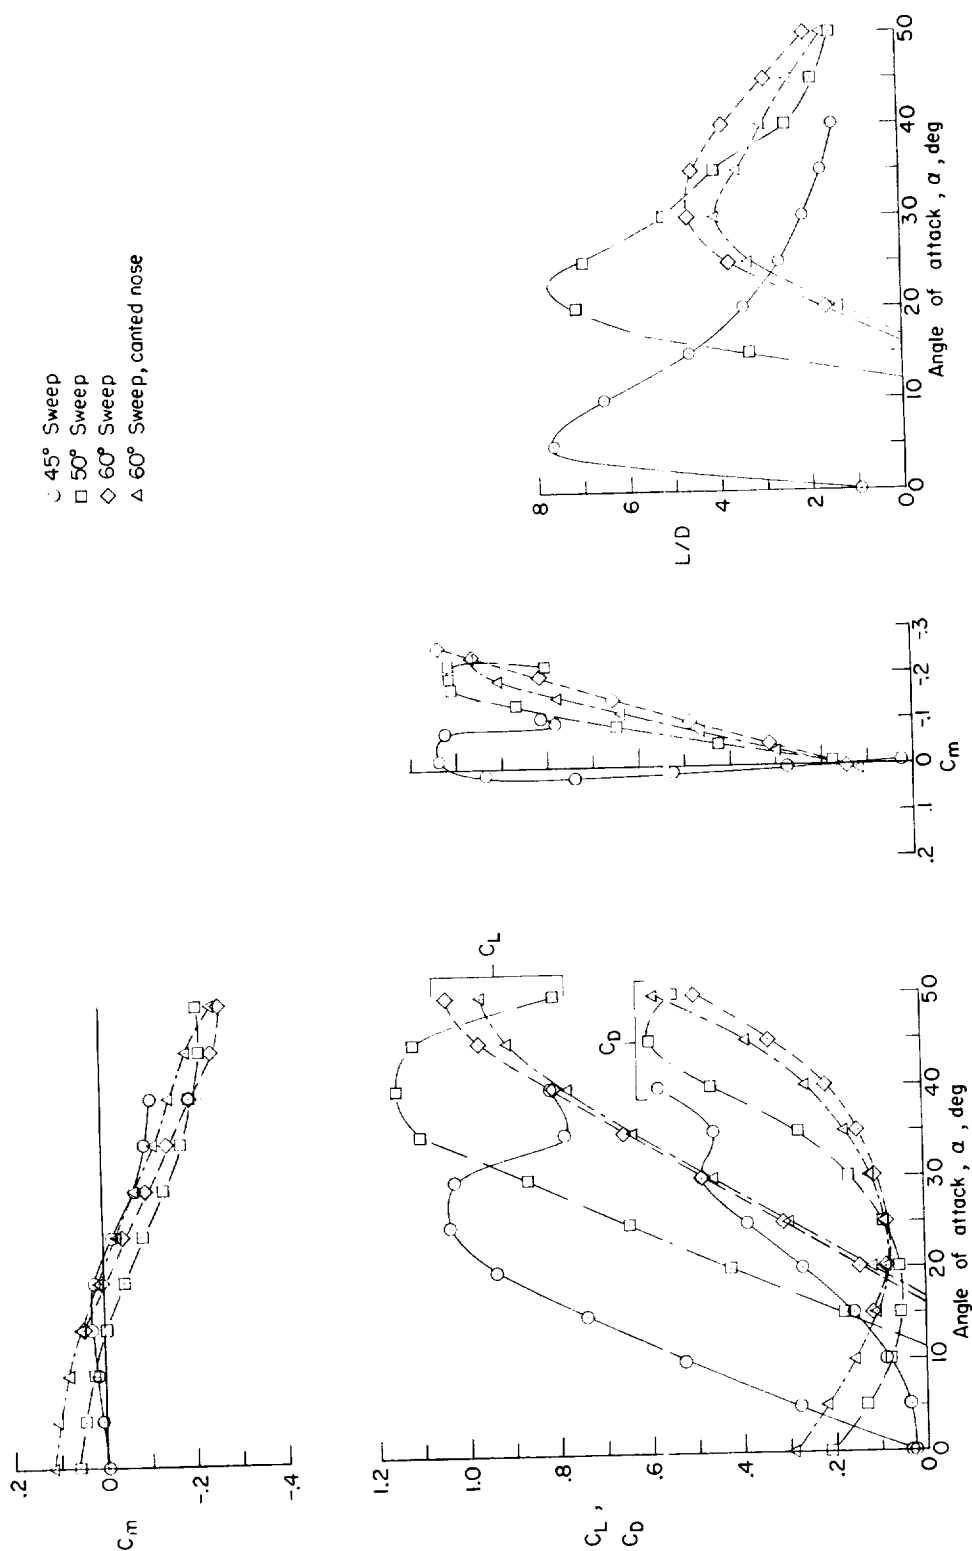 45° Sweep
50° Sweep
60° Sweep
60° Sweep, canted nose
.2
0
-.2
-.4
Cm
1.2
1.0
.8
.6
.4
.2
0
CL,
CD
CL
CD
0
10
20
30
40
50
Angle of attack, α, deg
.2
.1
0
-.1
-.2
-.3
Cm
8
6
4
2
0
L/D
0
10
20
30
40
50
Angle of attack, α, deg